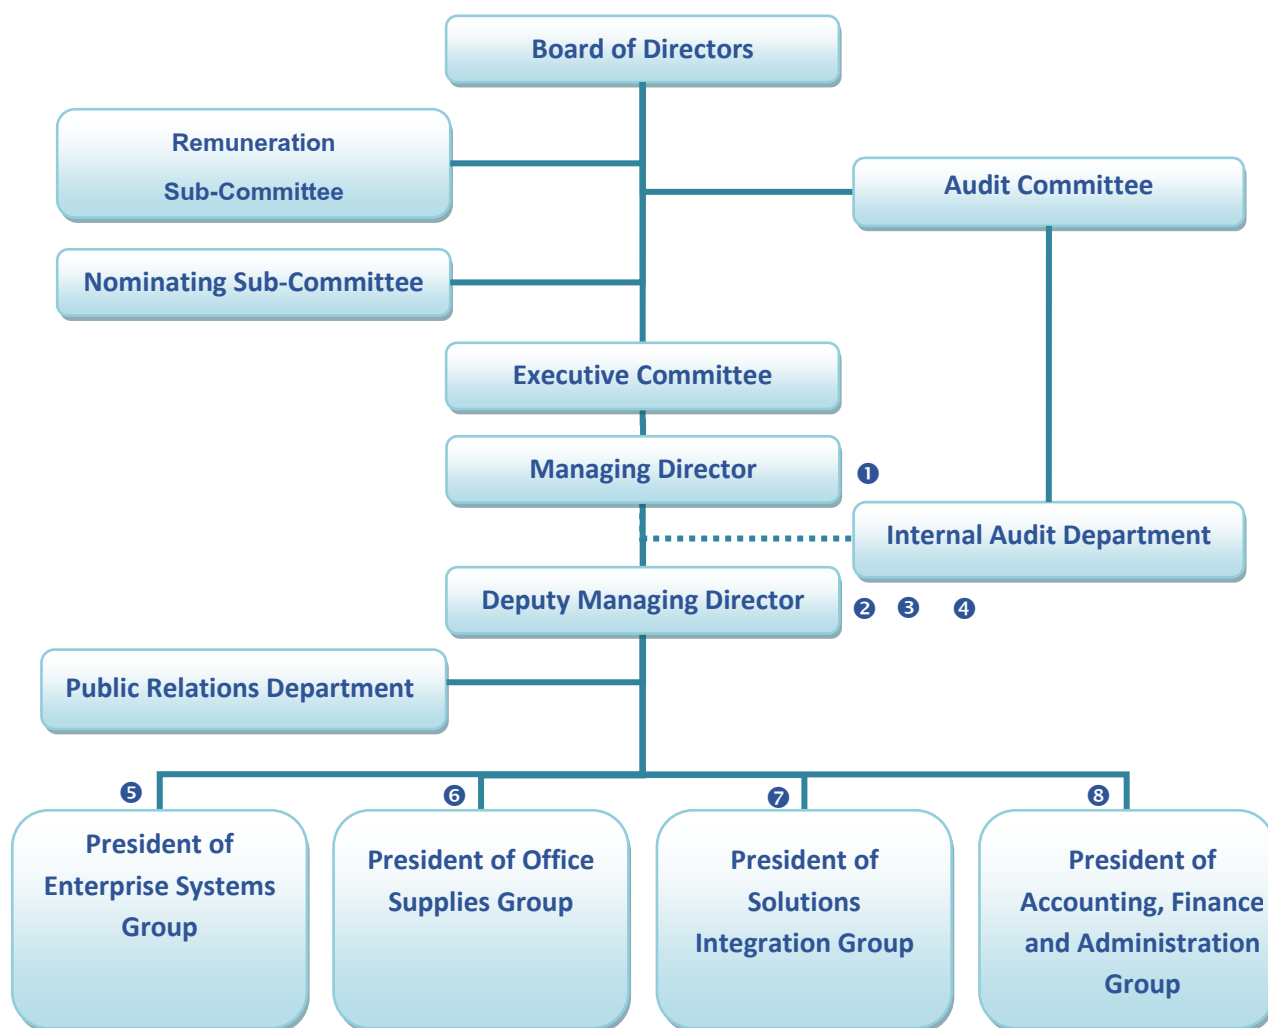 Board of Directors
Remuneration
Sub-Committee
Audit Committee
Nominating Sub-Committee
Executive Committee
Managing Director
❶
Internal Audit Department
Deputy Managing Director
❷ ❸ ❹
Public Relations Department
❺
❻
❼
❽
President of
Enterprise Systems
Group
President of Office
Supplies Group
President of
Solutions
Integration Group
President of
Accounting, Finance
and Administration
Group